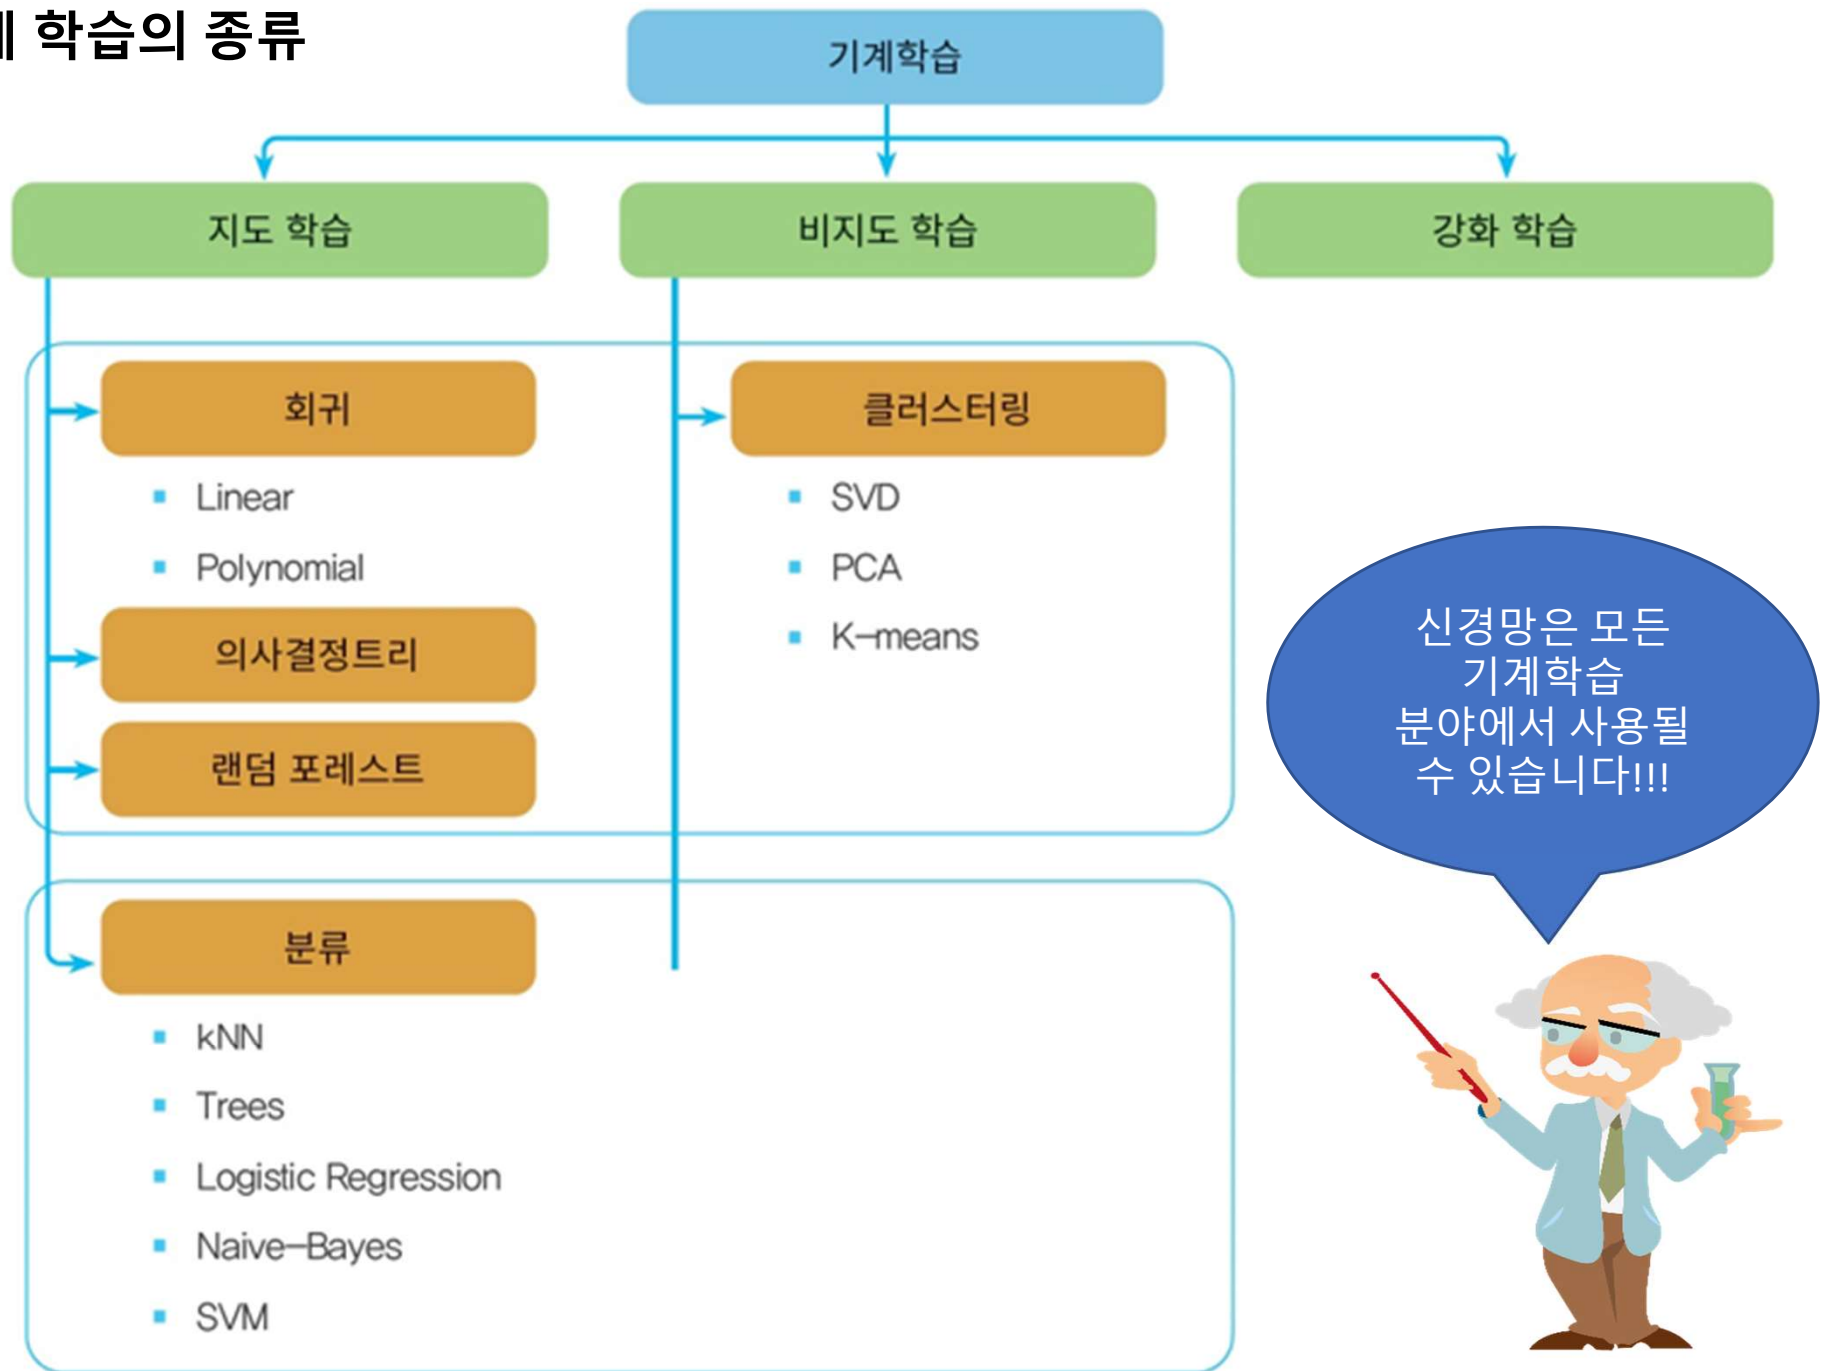 학습의 종류
기계학습
지도 학습
비지도 학습
강화 학습
회귀
Linear
Polynomial
의사결정트리
랜덤 포레스트
클러스터링
SVD
PCA
K-means
분류
kNN
Trees
Logistic Regression
Naive-Bayes
SVM
신경망은 모든
기계학습
분야에서 사용될
수 있습니다!!!